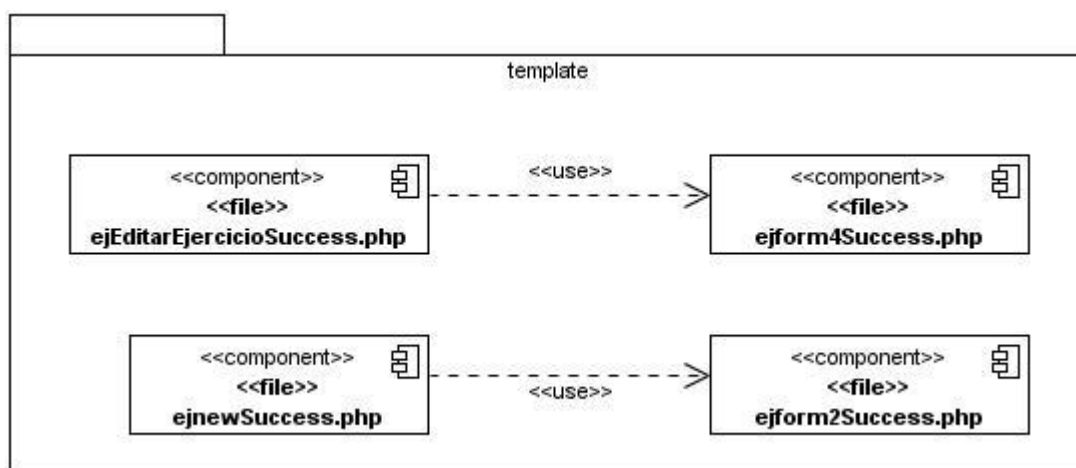 template
<<component>>
<<file>>
ejEditarEjercicioSuccess.php
<<use>>
<<component>>
<<file>>
ejform4Success.php
<<component>>
<<file>>
ejnewSuccess.php
<<use>>
<<component>>
<<file>>
ejform2Success.php